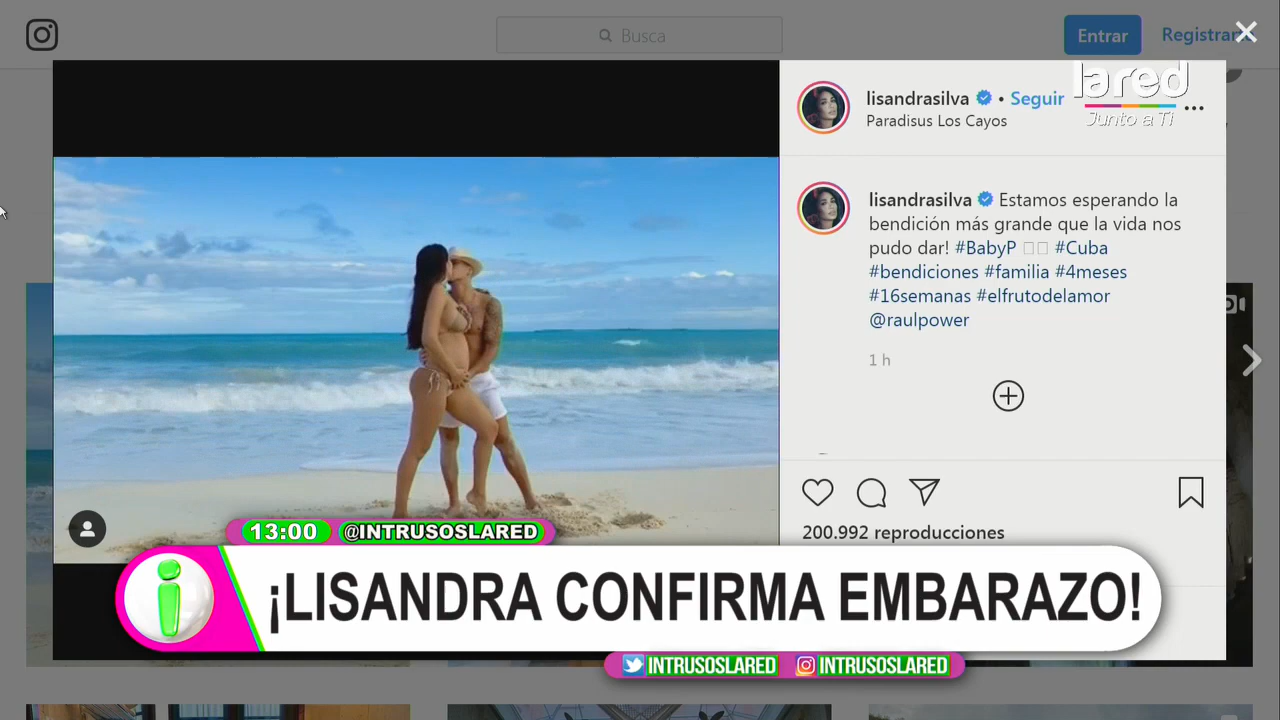 Busca
Entrar
Registrar
lared
Junto a Ti
lisandrasilva • Seguir
Paradisus Los Cayos
lisandrasilva Estamos esperando la
bendición más grande que la vida nos
pudo dar! #BabyP #Cuba
#bendiciones #familia #4meses
#16semanas #elfrutodelamor
@raulpower
1 h
200.992 reproducciones
13:00 @INTRUSOSLARED
¡LISANDRA CONFIRMA EMBARAZO!
INTRUSOSLARED INTRUSOSLARED